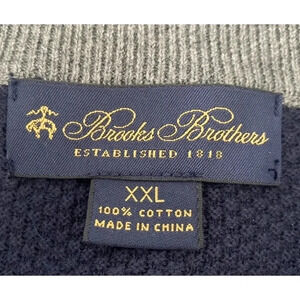 Brooks Brothers
ESTABLISHED 1818
XXL
100% COTTON
MADE IN CHINA